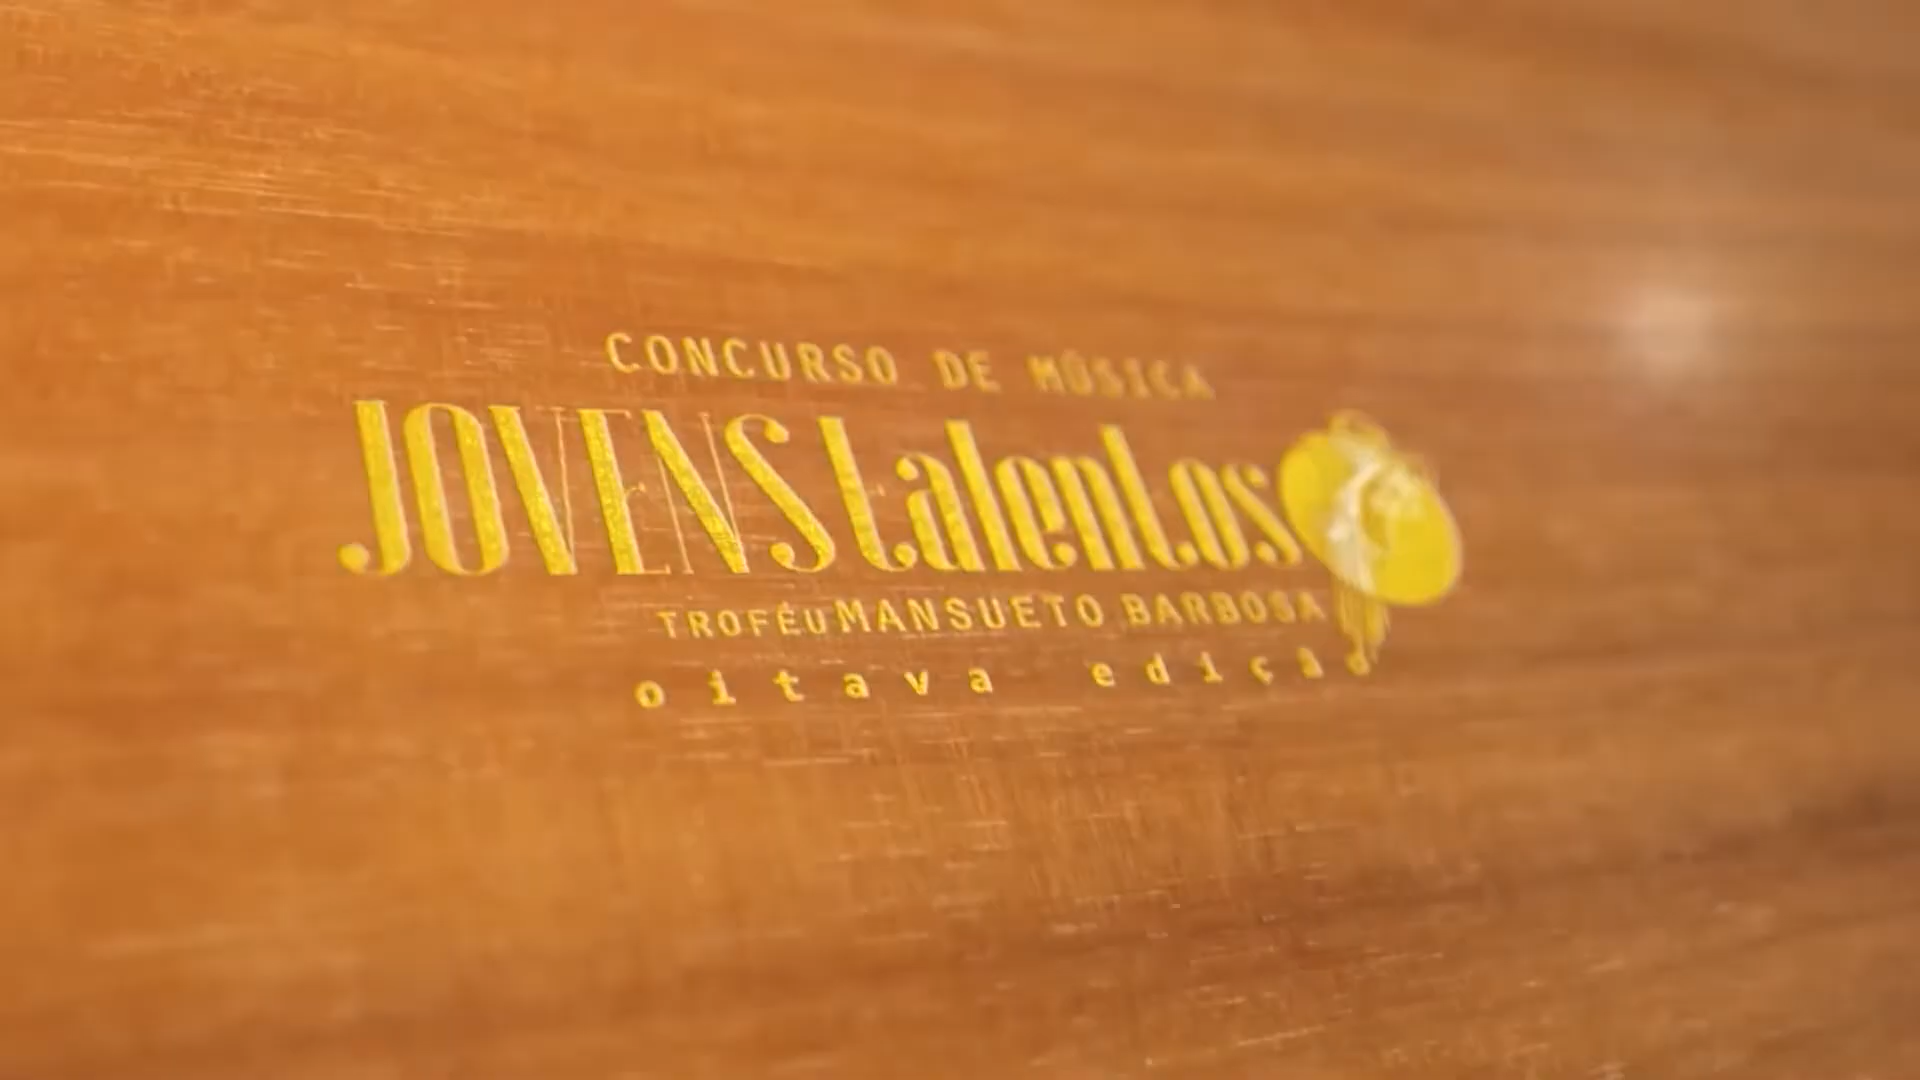 CONCURSO DE MÚSICA
JOVENS talentos
TROFÉU MANSUETO BARBOSA
oitava edição